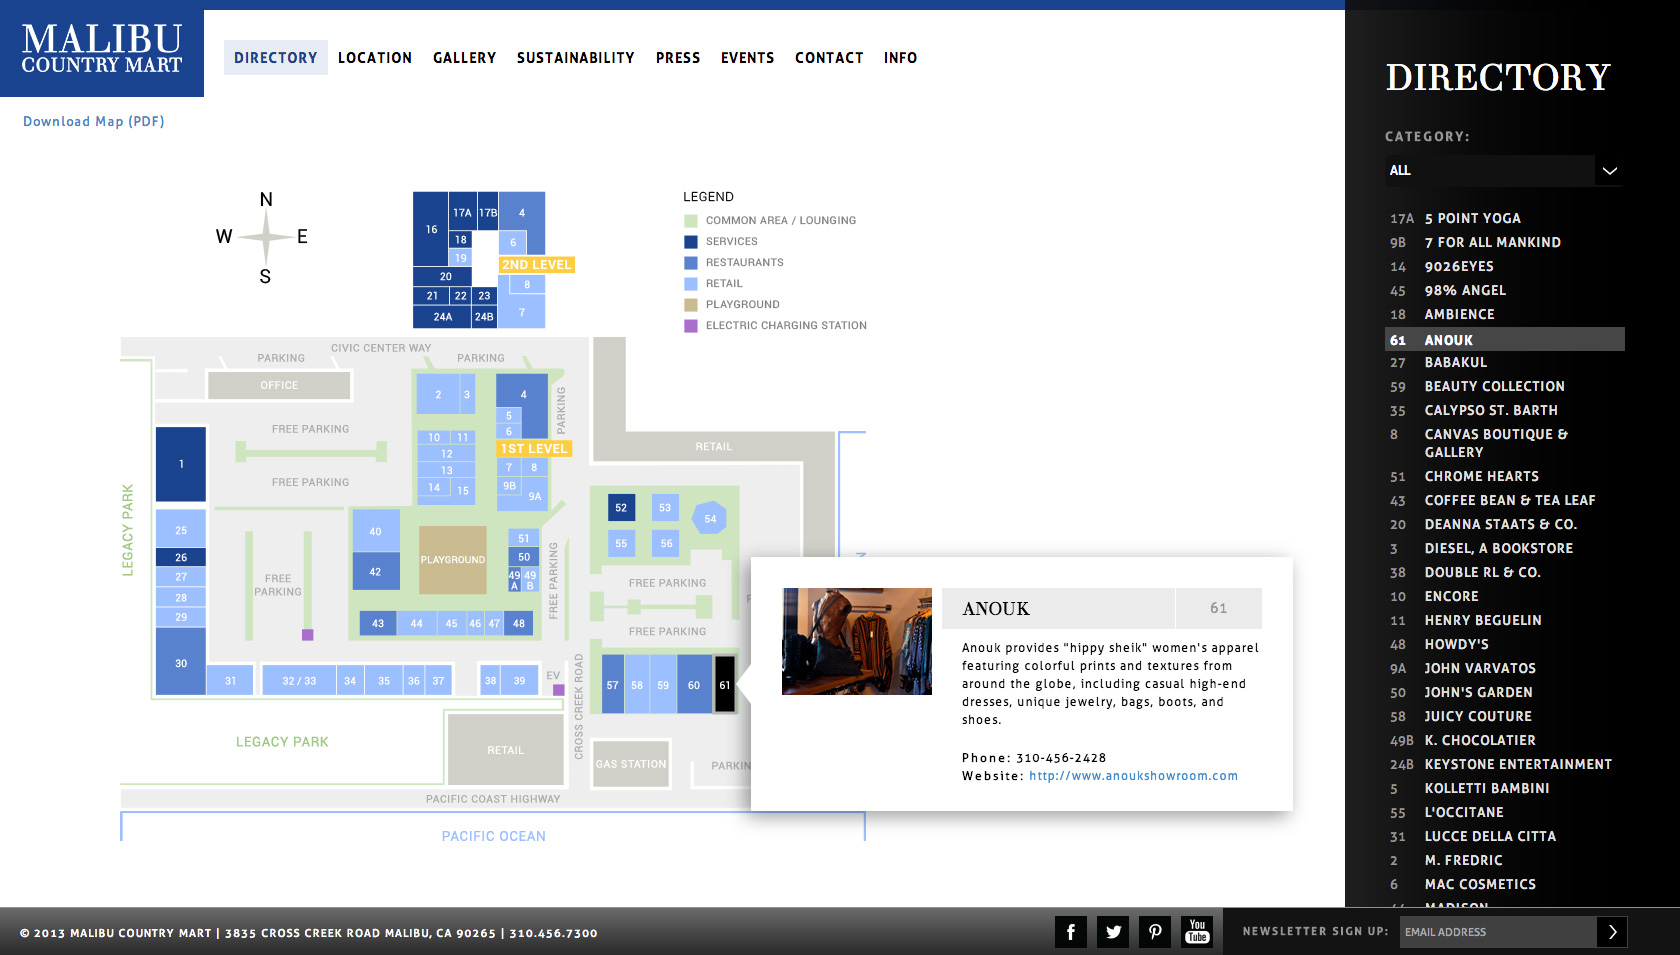 MALIBU
COUNTRY MART
DIRECTORY
LOCATION
GALLERY
SUSTAINABILITY
PRESS
EVENTS
CONTACT
INFO
Download Map (PDF)
N
W
E
S
16
17A
17B
4
18
6
19
2ND LEVEL
20
8
21
22
23
7
24A
24B
LEGEND
COMMON AREA / LOUNGING
SERVICES
RESTAURANTS
RETAIL
PLAYGROUND
ELECTRIC CHARGING STATION
CIVIC CENTER WAY
PARKING
PARKING
OFFICE
2
3
4
PARKING
5
6
FREE PARKING
10
11
1ST LEVEL
RETAIL
12
1
13
7
8
FREE PARKING
14
15
9B
9A
LEGACY PARK
52
53
54
25
40
51
55
56
26
PLAYGROUND
50
27
42
49
A
49
B
FREE
PARKING
FREE PARKING
FREE PARKING
28
29
43
44
45
46
47
48
FREE PARKING
30
31
32 / 33
34
35
36
37
38
39
EV
CROSS CREEK ROAD
57
58
59
60
61
LEGACY PARK
RETAIL
GAS STATION
PARKIN
PACIFIC COAST HIGHWAY
PACIFIC OCEAN
ANOUK
61
Anouk provides "hippy sheik" women's apparel
featuring colorful prints and textures from
around the globe, including casual high-end
dresses, unique jewelry, bags, boots, and
shoes.
Phone: 310-456-2428
Website: http://www.anoukshowroom.com
DIRECTORY
CATEGORY:
ALL
17A 5 POINT YOGA
9B 7 FOR ALL MANKIND
14 9026EYES
45 98% ANGEL
18 AMBIENCE
61 ANOUK
27 BABAKUL
59 BEAUTY COLLECTION
35 CALYPSO ST. BARTH
8 CANVAS BOUTIQUE &
GALLERY
51 CHROME HEARTS
43 COFFEE BEAN & TEA LEAF
20 DEANNA STAATS & CO.
3 DIESEL, A BOOKSTORE
38 DOUBLE RL & CO.
10 ENCORE
11 HENRY BEGUELIN
48 HOWDY'S
9A JOHN VARVATOS
50 JOHN'S GARDEN
58 JUICY COUTURE
49B K. CHOCOLATIER
24B KEYSTONE ENTERTAINMENT
5 KOLLETTI BAMBINI
55 L'OCCITANE
31 LUCCE DELLA CITTA
2 M. FREDRIC
6 MAC COSMETICS
44 MADISON
© 2013 MALIBU COUNTRY MART | 3835 CROSS CREEK ROAD MALIBU, CA 90265 | 310.456.7300
You
Tube
NEWSLETTER SIGN UP:
EMAIL ADDRESS